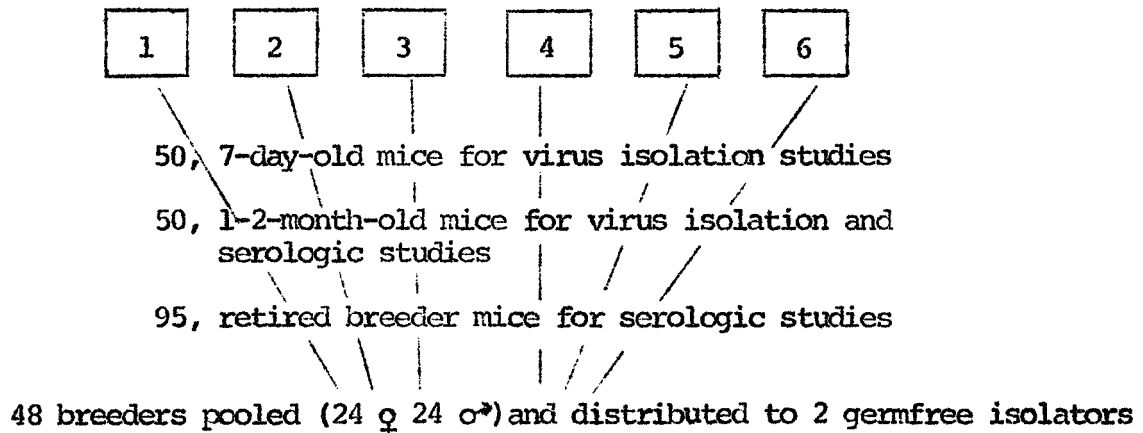 1 2 3 4 5 6
50, 7-day-old mice for virus isolation studies
50, 1-2-month-old mice for virus isolation and
serologic studies
95, retired breeder mice for serologic studies
48 breeders pooled (24 ♀ 24 ♂) and distributed to 2 germfree isolators